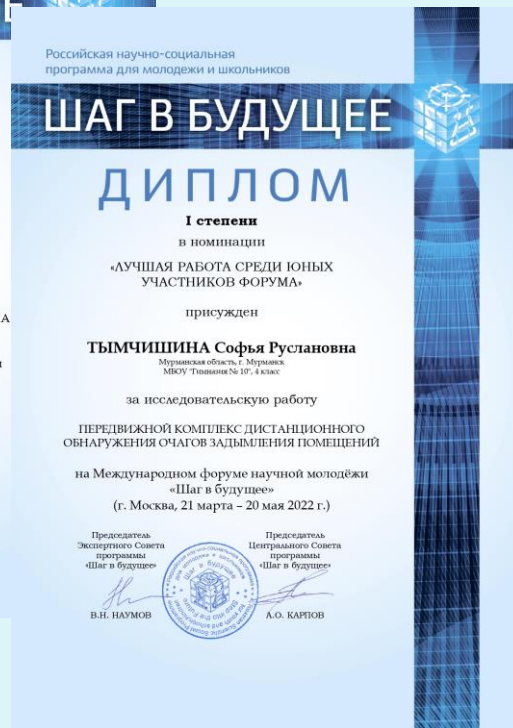 Российская научно-социальная
программа для молодежи и школьников
ШАГ В БУДУЩЕЕ
ДИПЛОМ
I степени
в номинации
«ЛУЧШАЯ РАБОТА СРЕДИ ЮНЫХ
УЧАСТНИКОВ ФОРУМА»
присужден
ТЫМЧИШИНА Софья Руслановна
Мурманская область, г. Мурманск
МБОУ "Гимназия № 10", 4 класс
за исследовательскую работу
ПЕРЕДВИЖНОЙ КОМПЛЕКС ДИСТАНЦИОННОГО
ОБНАРУЖЕНИЯ ОЧАГОВ ЗАДЫМЛЕНИЯ ПОМЕЩЕНИЙ
на Международном форуме научной молодёжи
«Шаг в будущее»
(г. Москва, 21 марта – 20 мая 2022 г.)
Председатель
Экспертного Совета
программы
«Шаг в будущее»
В.Н. НАУМОВ
Председатель
Центрального Совета
программы
«Шаг в будущее»
А.О. КАРПОВ